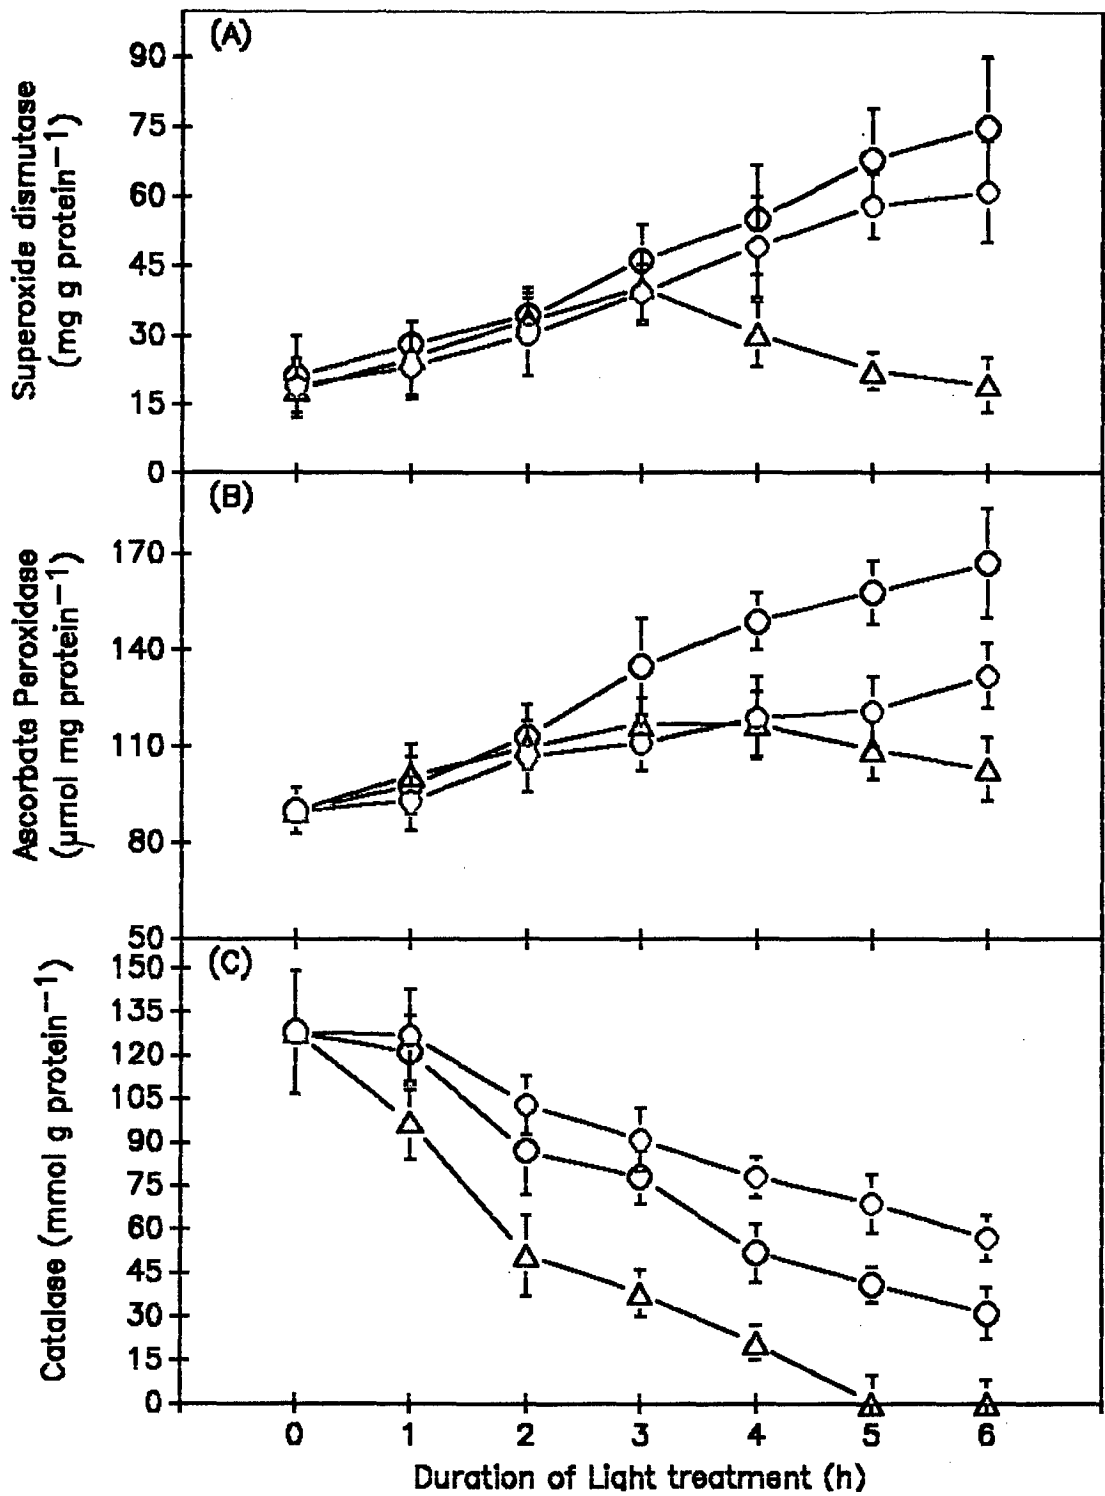 (A)
Superoxide dismutase
(mg g protein⁻¹)
90
75
60
45
30
15
0
(B)
Ascorbate Peroxidase
(μmol mg protein⁻¹)
170
140
110
80
50
(C)
Catalase (mmol g protein⁻¹)
150
135
120
105
90
75
60
45
30
15
0
0 1 2 3 4 5 6
Duration of Light treatment (h)